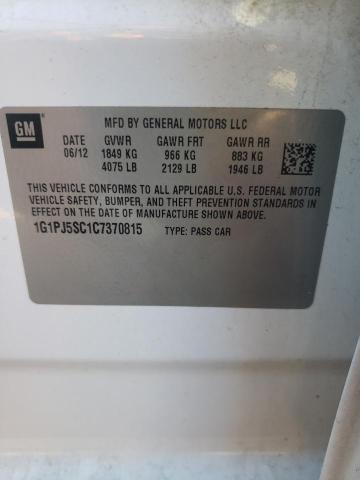 GM
MFD BY GENERAL MOTORS LLC
DATE GVWR GAWR FRT GAWR RR
06/12 1849 KG 966 KG 883 KG
4075 LB 2129 LB 1946 LB
THIS VEHICLE CONFORMS TO ALL APPLICABLE U.S. FEDERAL MOTOR
VEHICLE SAFETY, BUMPER, AND THEFT PREVENTION STANDARDS
IN EFFECT ON THE DATE OF MANUFACTURE SHOWN ABOVE.
1G1PJ5SC1C7370815 TYPE: PASS CAR